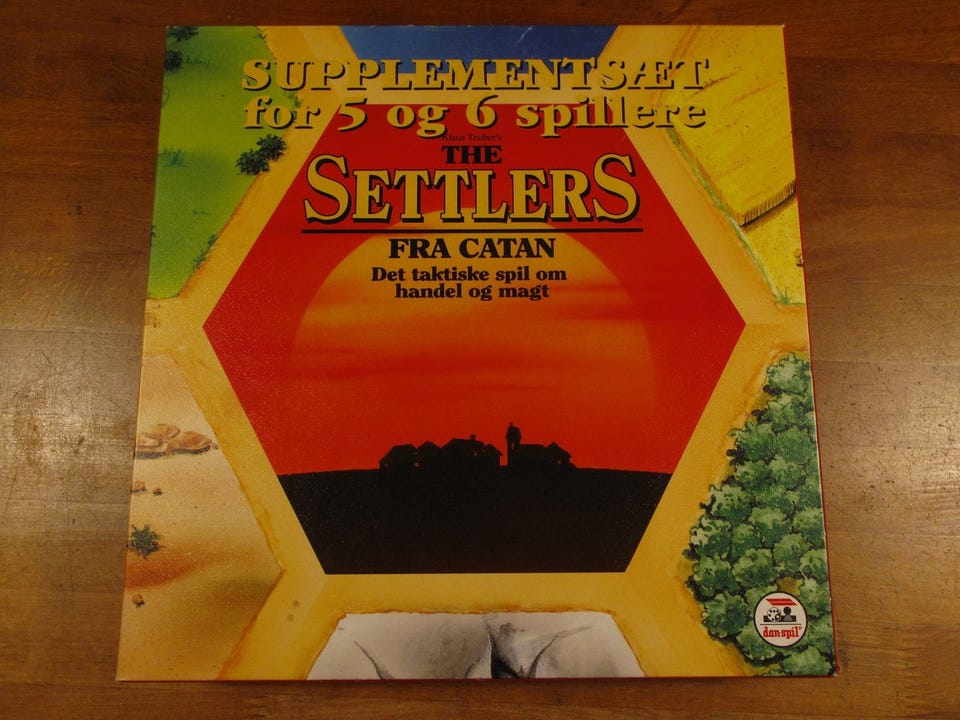 SUPPLEMENTSÆT
for 5 og 6 spillere
Klaus Teuber's
THE
SETTLERS
FRA CATAN
Det taktiske spil om
handel og magt
dan-spil